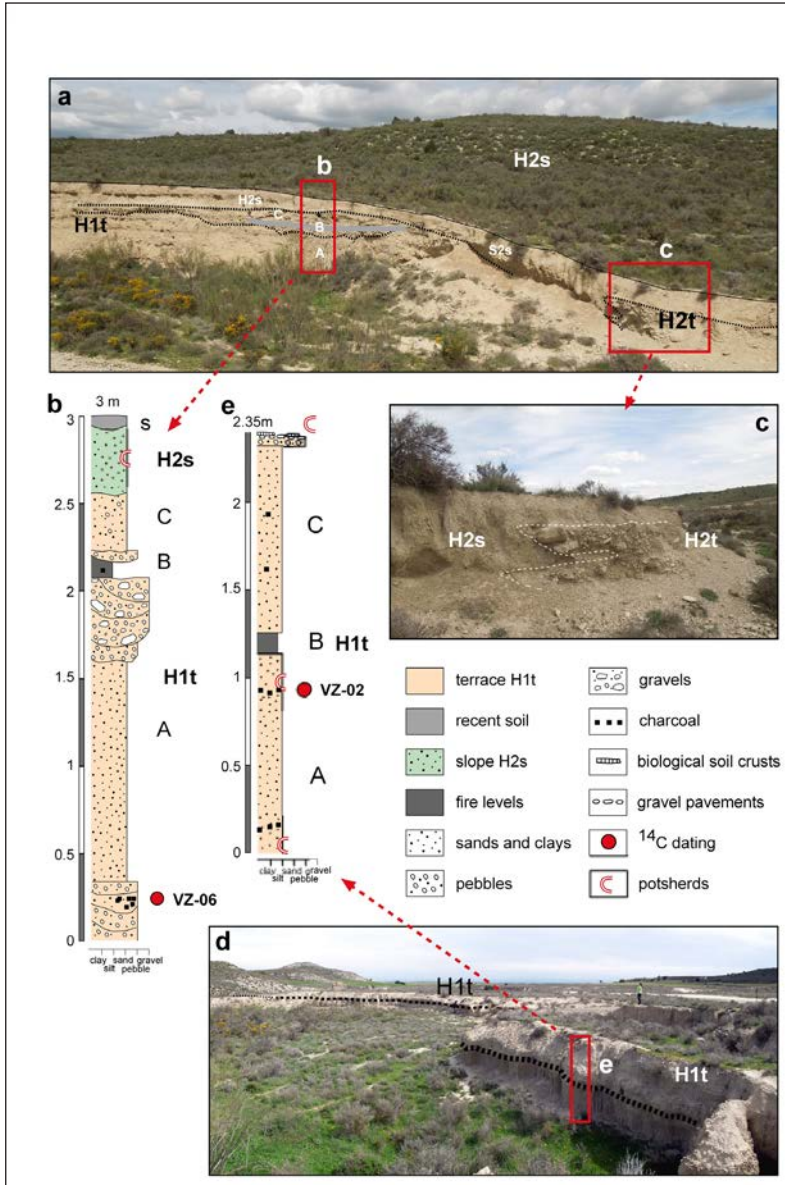 a
H2s
b
H2s
C
H1t
B
A
S2s
c
H2t
b
3 m
3
s
H2s
2.5
C
B
2
H1t
1.5
A
1
0.5
VZ-06
0
clay
silt
sand
pebble
gravel
e
2.35m
2
C
1.5
B
H1t
1
VZ-02
A
0.5
0
clay
silt
sand
pebble
gravel
c
H2s
H2t
terrace H1t
recent soil
slope H2s
fire levels
sands and clays
pebbles
gravels
charcoal
biological soil crusts
gravel pavements
14C dating
potsherds
d
H1t
e
H1t